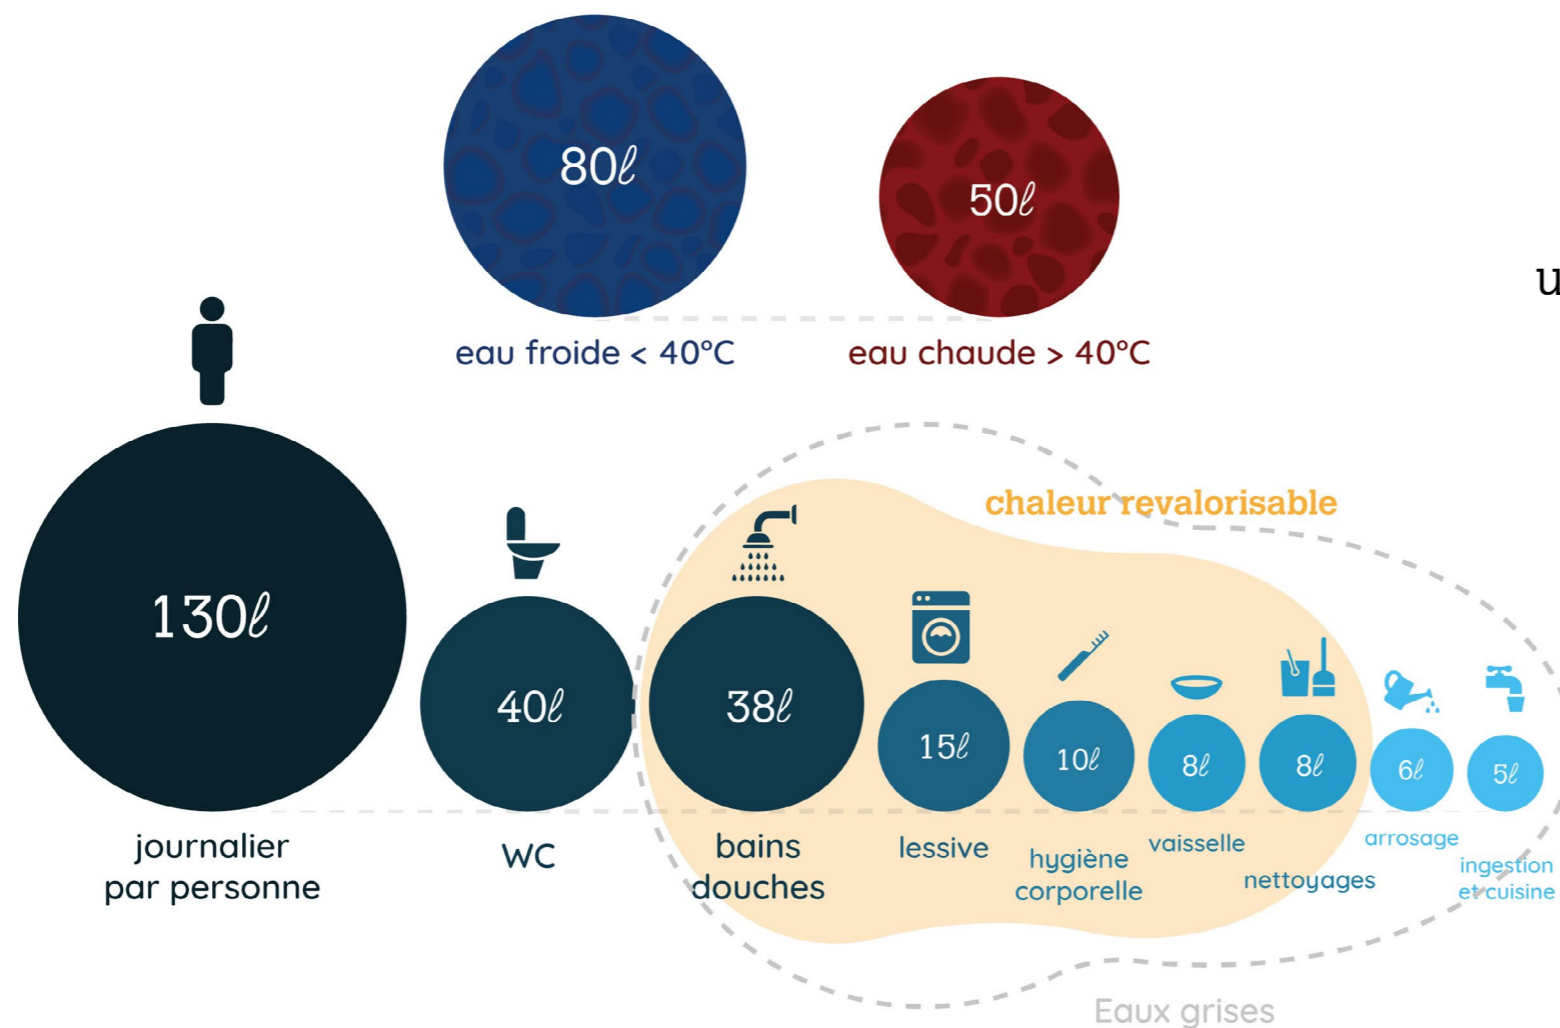 80ℓ
50ℓ
u
eau froide < 40°C
eau chaude > 40°C
chaleur revalorisable
130ℓ
40ℓ
38ℓ
15ℓ
10ℓ
8ℓ
8ℓ
6ℓ
5ℓ
journalier
par personne
WC
bains
douches
lessive
hygiène
corporelle
vaisselle
nettoyages
arrosage
ingestion
et cuisine
Eaux grises